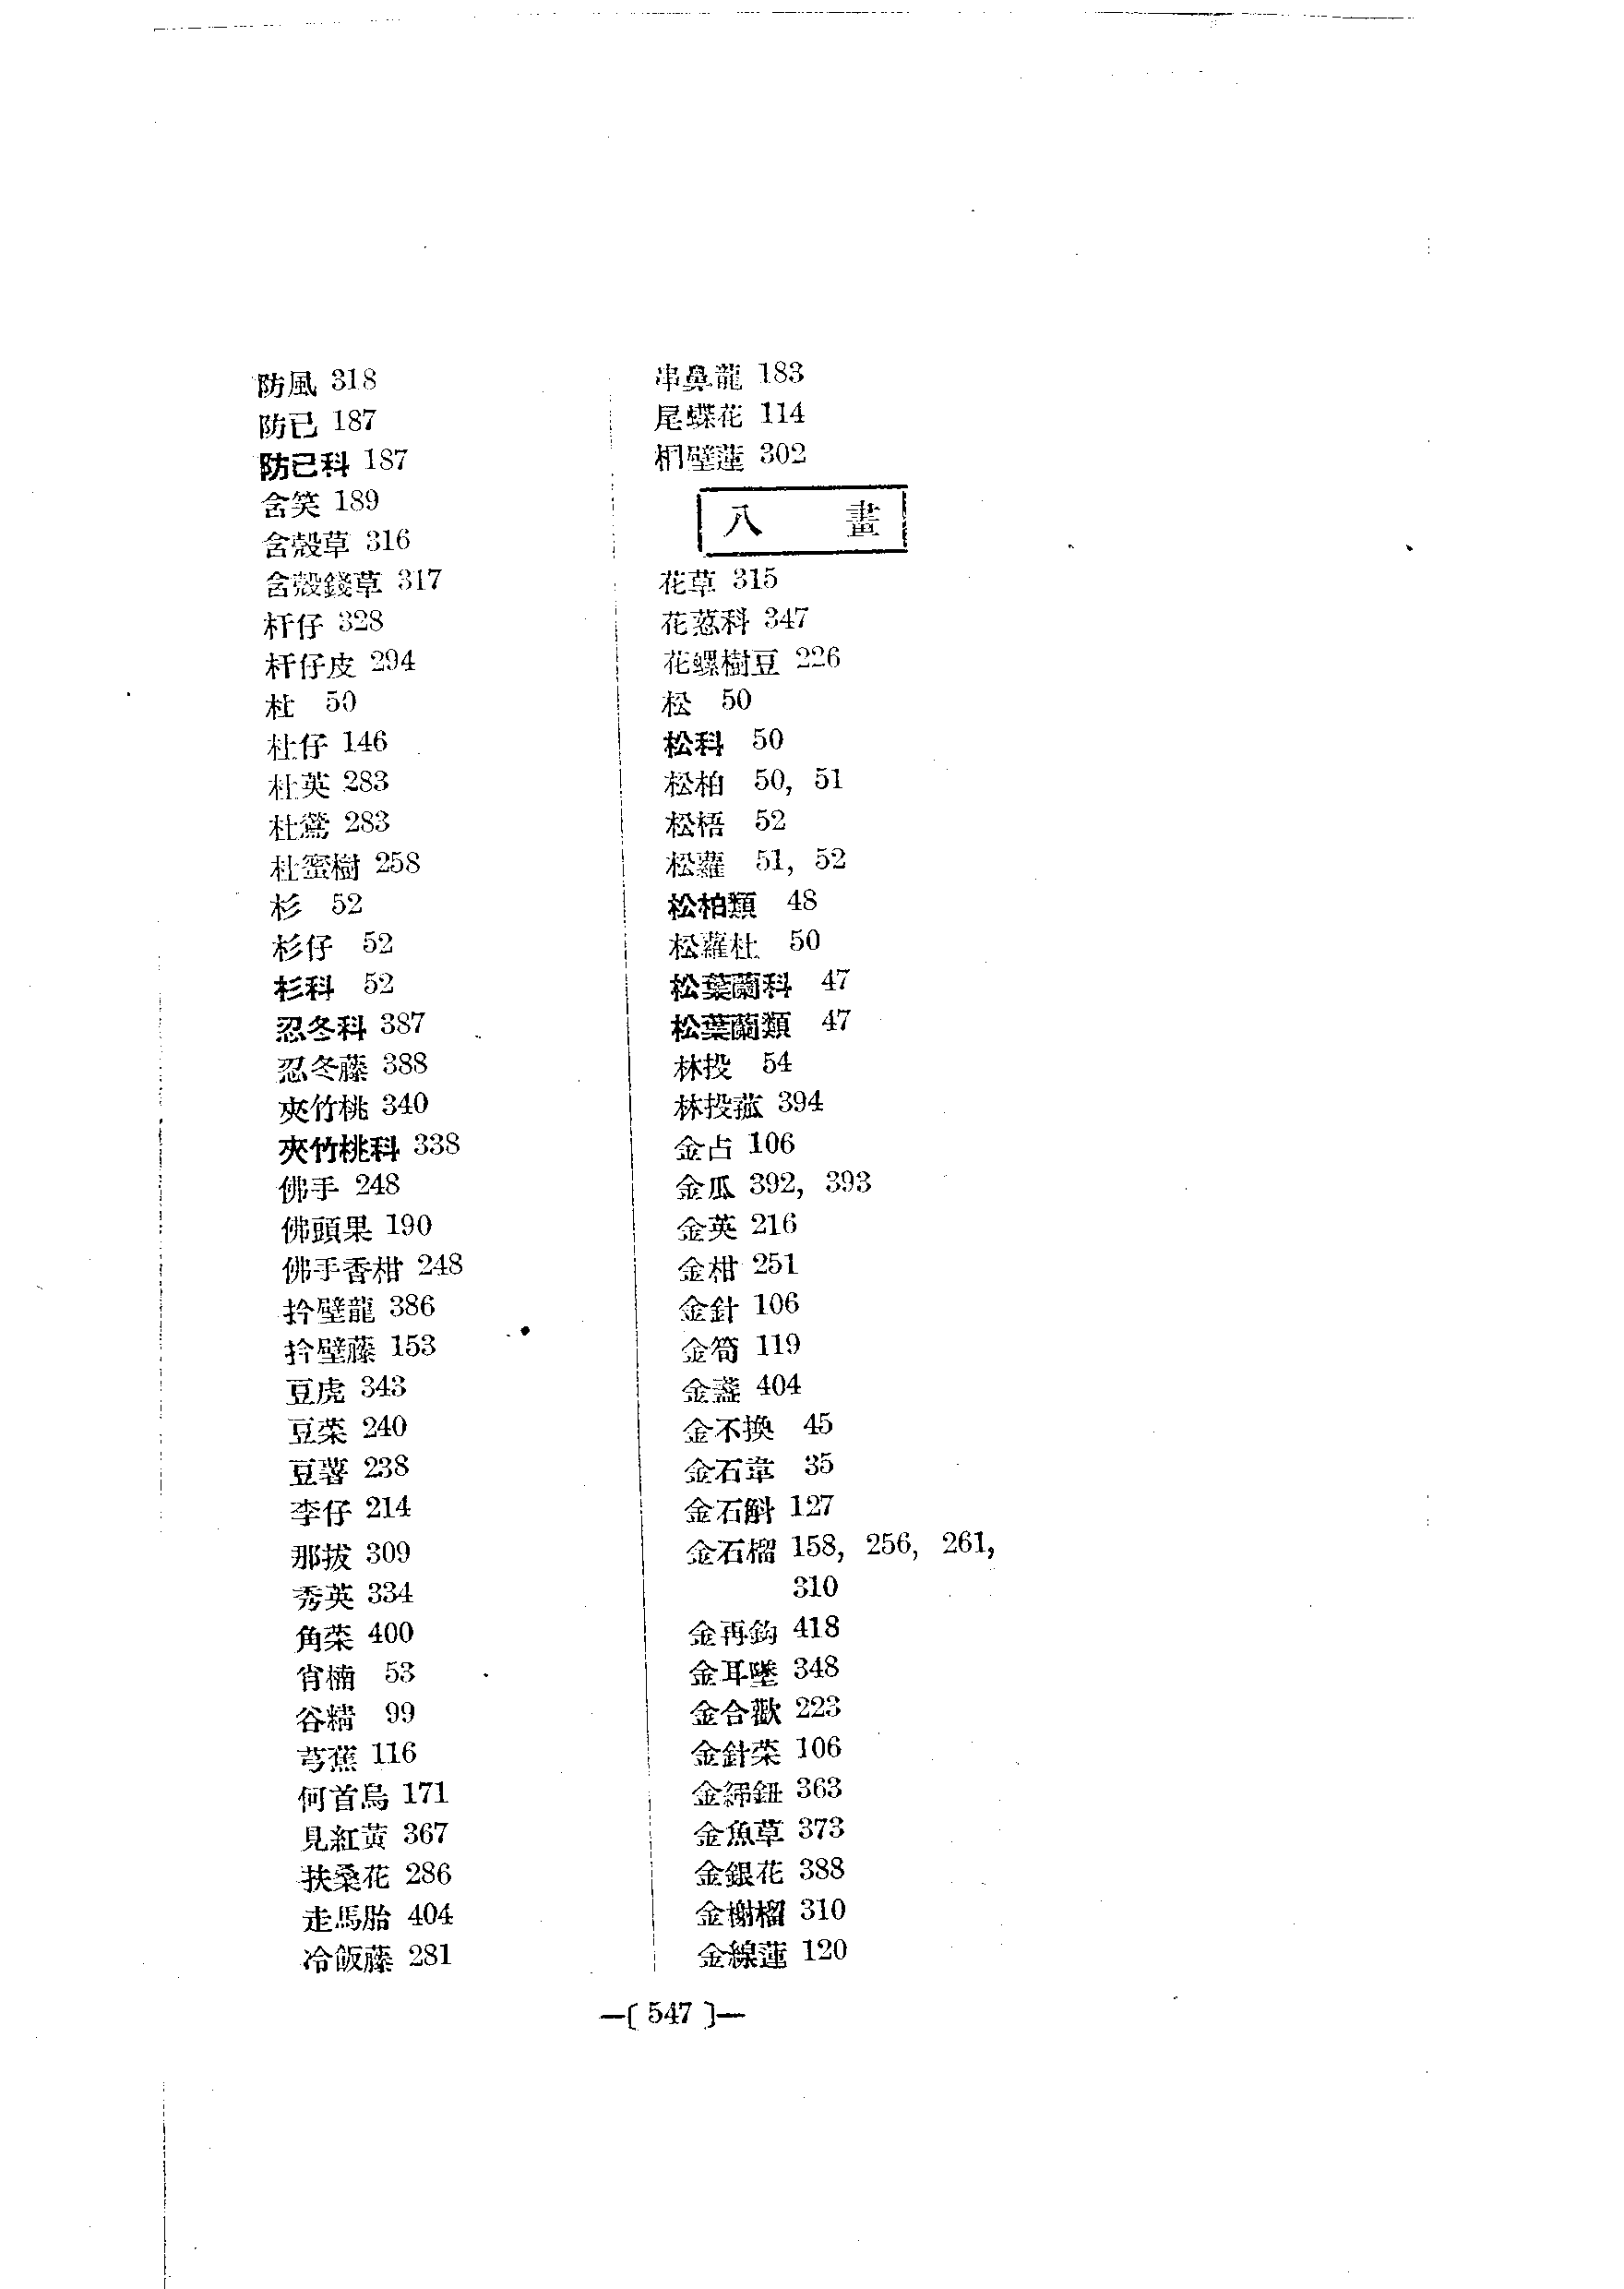 防風 318
防已 187
防已科 187
含笑 189
含殼草 316
含殼錢草 317
杆仔 328
杆仔皮 294
杜 50
杜仔 146
杜英 283
杜鶯 283
杜蜜樹 258
杉 52
杉仔 52
杉科 52
忍冬科 387
忍冬藤 388
夾竹桃 340
夾竹桃科 338
佛手 248
佛頭果 190
佛手香柑 248
扲壁龍 386
扲壁藤 153
豆虎 343
豆菜 240
豆薯 238
李仔 214
那拔 309
秀英 334
角菜 400
肖楠 53
谷精 99
芎蕉 116
何首烏 171
見紅黃 367
扶桑花 286
走馬胎 404
冷飯藤 281
串鼻龍 183
尾蝶花 114
壁蓮 302
八 畫
花草 315
花葱科 347
花螺樹豆 226
松 50
松科 50
松柏 50, 51
松梧 52
松蘿 51, 52
松柏類 48
松蘿杜 50
松葉蘭科 47
松葉蘭類 47
林投 54
林投菰 394
金占 106
金瓜 392, 393
金英 216
金柑 251
金針 106
金筍 119
金盞 404
金不換 45
金石韋 35
金石斛 127
金石榴 158, 256, 261,
310
金再鈎 418
金耳墜 348
金合歡 223
金針菜 106
金締鈕 363
金魚草 373
金銀花 388
金榭榴 310
金線蓮 120
—[ 547 ]—